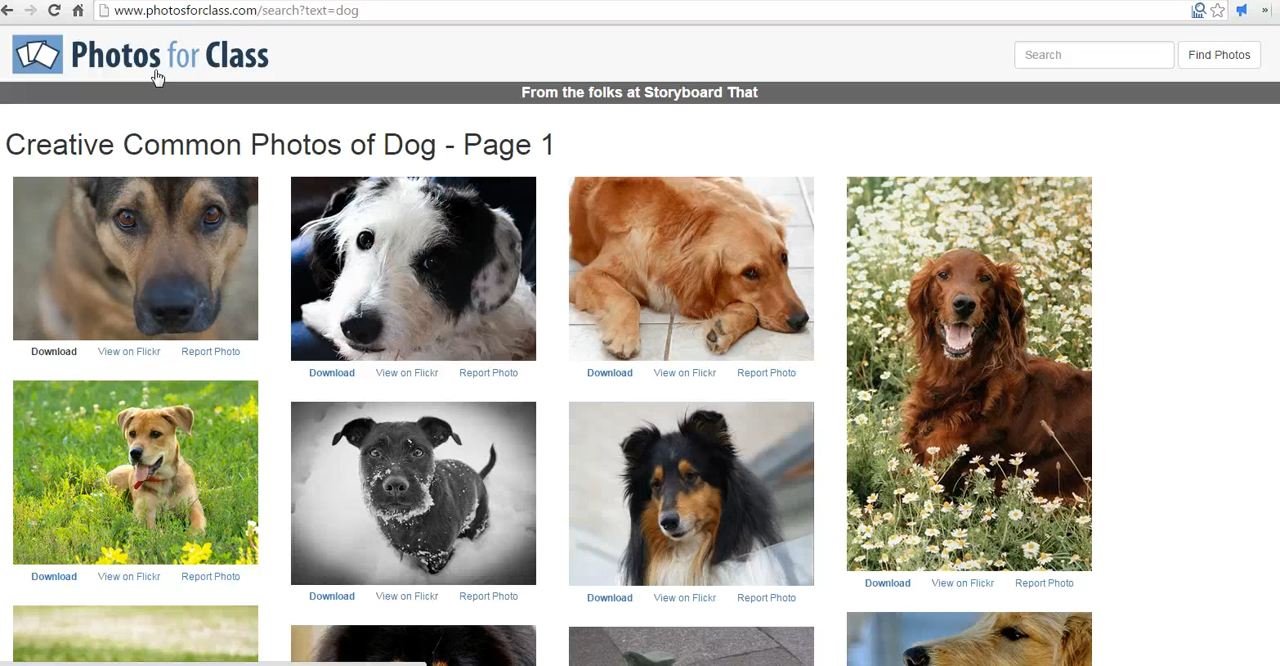 www.photosforclass.com/search?text=dog
»
Photos for Class
Search
Find Photos
From the folks at Storyboard That
Creative Common Photos of Dog - Page 1
Download View on Flickr Report Photo
Download View on Flickr Report Photo
Download View on Flickr Report Photo
Download View on Flickr Report Photo
Download View on Flickr Report Photo
Download View on Flickr Report Photo
Download View on Flickr Report Photo